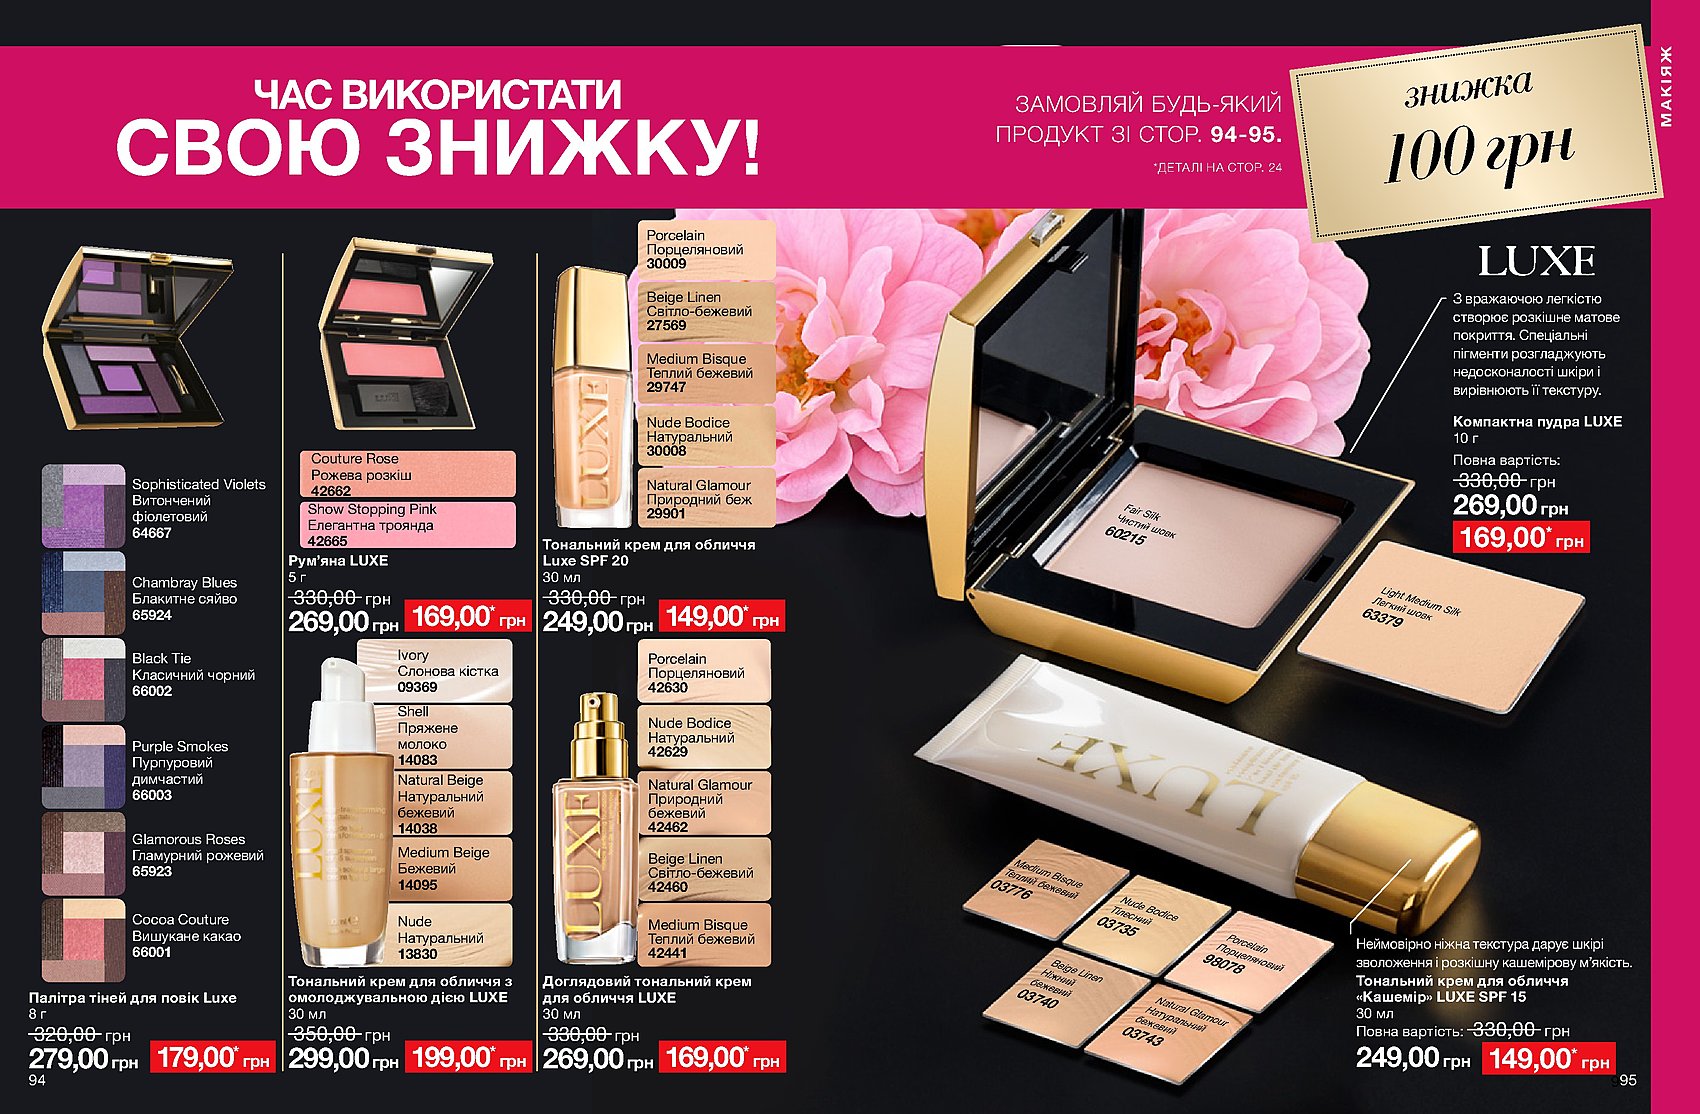 ЧАС ВИКОРИСТАТИ
СВОЮ ЗНИЖКУ!
ЗАМОВЛЯЙ БУДЬ-ЯКИЙ
ПРОДУКТ ЗІ СТОР. 94-95.
*ДЕТАЛІ НА СТОР. 24
знижка
100 грн
МАКІЯЖ
Sophisticated Violets
Витончений
фіолетовий
64667
Chambray Blues
Блакитне сяйво
65924
Black Tie
Класичний чорний
66002
Purple Smokes
Пурпуровий
димчастий
66003
Glamorous Roses
Гламурний рожевий
65923
Cocoa Couture
Вишукане какао
66001
Палітра тіней для повік Luxe
8 г
320,00 грн
279,00 грн 179,00* грн
94
Couture Rose
Рожева розкіш
42662
Show Stopping Pink
Елегантна троянда
42665
Рум'яна LUXE
5 г
330,00 грн
269,00 грн 169,00* грн
Ivory
Слонова кістка
09369
Shell
Пряжене
молоко
14083
Natural Beige
Натуральний
бежевий
14038
Medium Beige
Бежевий
14095
Nude
Натуральний
13830
LUXE
Тональний крем для обличчя з
омолоджувальною дією LUXE
30 мл
350,00 грн
299,00 грн 199,00* грн
Porcelain
Порцеляновий
30009
Beige Linen
Світло-бежевий
27569
Medium Bisque
Теплий бежевий
29747
Nude Bodice
Натуральний
30008
Natural Glamour
Природний беж
29901
LUXE
Тональний крем для обличчя
Luxe SPF 20
30 мл
330,00 грн
249,00 грн 149,00* грн
Porcelain
Порцеляновий
42630
Nude Bodice
Натуральний
42629
Natural Glamour
Природний
бежевий
42462
Beige Linen
Світло-бежевий
42460
Medium Bisque
Теплий бежевий
42441
LUXE
Доглядовий тональний крем
для обличчя LUXE
30 мл
330,00 грн
269,00 грн 169,00* грн
LUXE
З вражаючою легкістю
створює розкішне матове
покриття. Спеціальні
пігменти розгладжують
недосконалості шкіри і
вирівнюють її текстуру.
Компактна пудра LUXE
10 г
Повна вартість:
330,00 грн
269,00 грн
169,00* грн
Fair Silk
Чистий шовк
60215
Light Medium Silk
Легкий шовк
63379
LUXE
Medium Bisque
Теплий бежевий
03776
Nude Bodice
Тілесний
03735
Porcelain
Порцеляновий
98078
Beige Linen
Ніжний
бежевий
03740
Natural Glamour
Натуральний
бежевий
03743
Неймовірно ніжна текстура дарує шкірі
зволоження і розкішну кашемірову м'якість.
Тональний крем для обличчя
«Кашемір» LUXE SPF 15
30 мл
Повна вартість: 330,00 грн
249,00 грн 149,00* грн
95